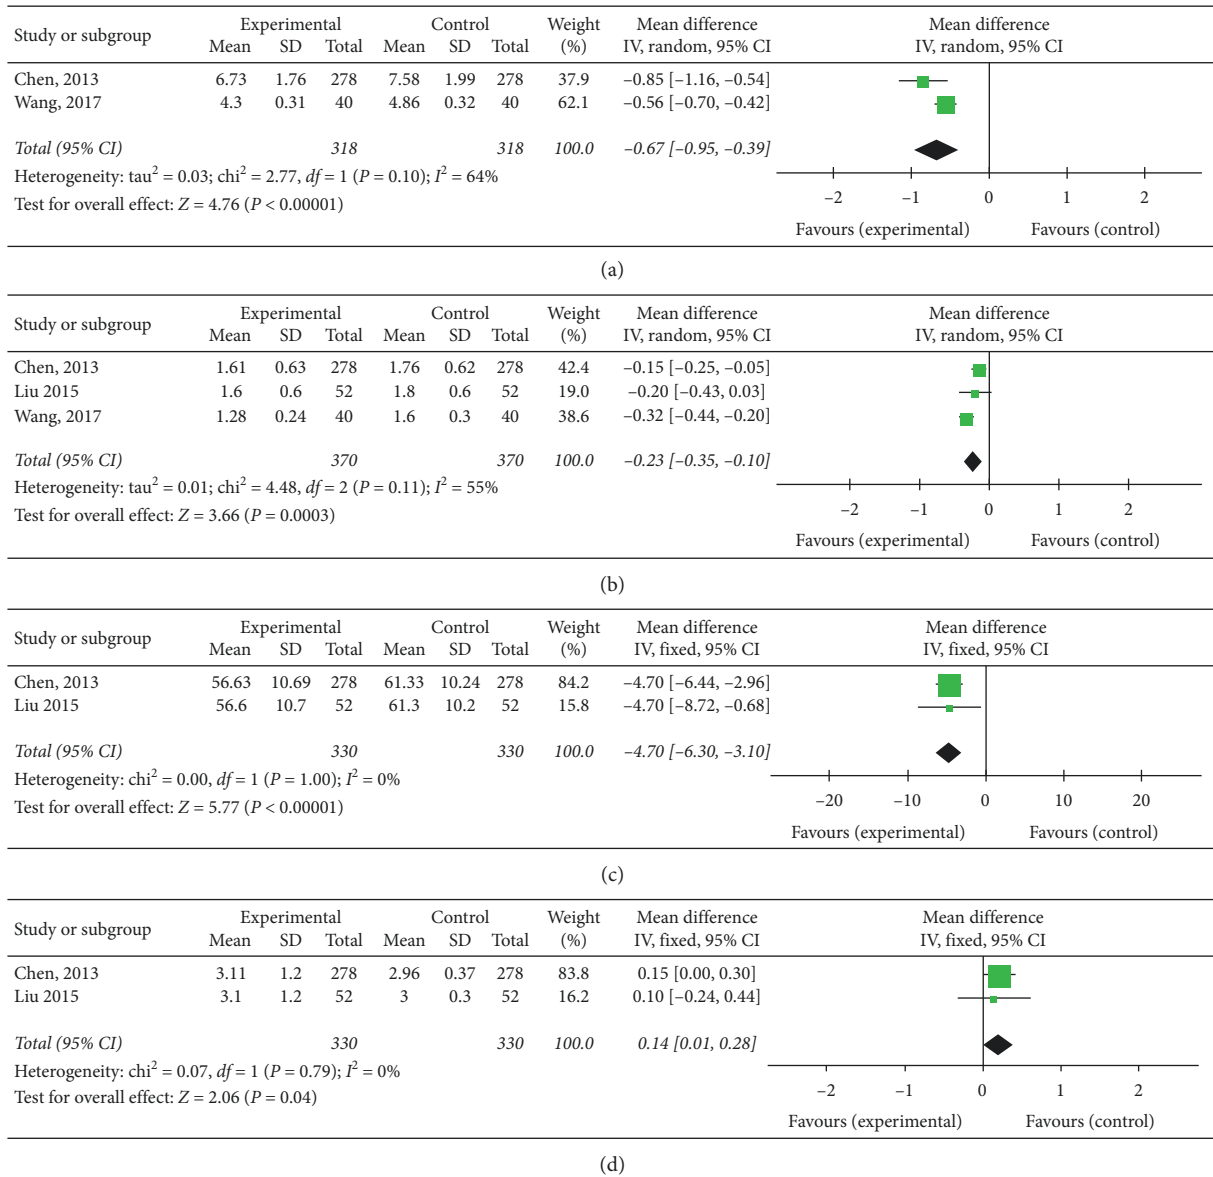 Study or subgroup Experimental Control Weight (%) Mean difference IV, random, 95% CI Mean difference IV, random, 95% CI
Mean SD Total Mean SD Total
Chen, 2013 6.73 1.76 278 7.58 1.99 278 37.9 –0.85 [–1.16, –0.54]
Wang, 2017 4.3 0.31 40 4.86 0.32 40 62.1 –0.56 [–0.70, –0.42]
Total (95% CI) 318 318 100.0 –0.67 [–0.95, –0.39]
Heterogeneity: tau² = 0.03; chi² = 2.77, df = 1 (P = 0.10); I² = 64%
Test for overall effect: Z = 4.76 (P < 0.00001)
–2 –1 0 1 2
Favours (experimental) Favours (control)
(a)
Study or subgroup Experimental Control Weight (%) Mean difference IV, random, 95% CI Mean difference IV, random, 95% CI
Mean SD Total Mean SD Total
Chen, 2013 1.61 0.63 278 1.76 0.62 278 42.4 –0.15 [–0.25, –0.05]
Liu 2015 1.6 0.6 52 1.8 0.6 52 19.0 –0.20 [–0.43, 0.03]
Wang, 2017 1.28 0.24 40 1.6 0.3 40 38.6 –0.32 [–0.44, –0.20]
Total (95% CI) 370 370 100.0 –0.23 [–0.35, –0.10]
Heterogeneity: tau² = 0.01; chi² = 4.48, df = 2 (P = 0.11); I² = 55%
Test for overall effect: Z = 3.66 (P = 0.0003)
–2 –1 0 1 2
Favours (experimental) Favours (control)
(b)
Study or subgroup Experimental Control Weight (%) Mean difference IV, fixed, 95% CI Mean difference IV, fixed, 95% CI
Mean SD Total Mean SD Total
Chen, 2013 56.63 10.69 278 61.33 10.24 278 84.2 –4.70 [–6.44, –2.96]
Liu 2015 56.6 10.7 52 61.3 10.2 52 15.8 –4.70 [–8.72, –0.68]
Total (95% CI) 330 330 100.0 –4.70 [–6.30, –3.10]
Heterogeneity: chi² = 0.00, df = 1 (P = 1.00); I² = 0%
Test for overall effect: Z = 5.77 (P < 0.00001)
–20 –10 0 10 20
Favours (experimental) Favours (control)
(c)
Study or subgroup Experimental Control Weight (%) Mean difference IV, fixed, 95% CI Mean difference IV, fixed, 95% CI
Mean SD Total Mean SD Total
Chen, 2013 3.11 1.2 278 2.96 0.37 278 83.8 0.15 [0.00, 0.30]
Liu 2015 3.1 1.2 52 3 0.3 52 16.2 0.10 [–0.24, 0.44]
Total (95% CI) 330 330 100.0 0.14 [0.01, 0.28]
Heterogeneity: chi² = 0.07, df = 1 (P = 0.79); I² = 0%
Test for overall effect: Z = 2.06 (P = 0.04)
–2 –1 0 1 2
Favours (experimental) Favours (control)
(d)